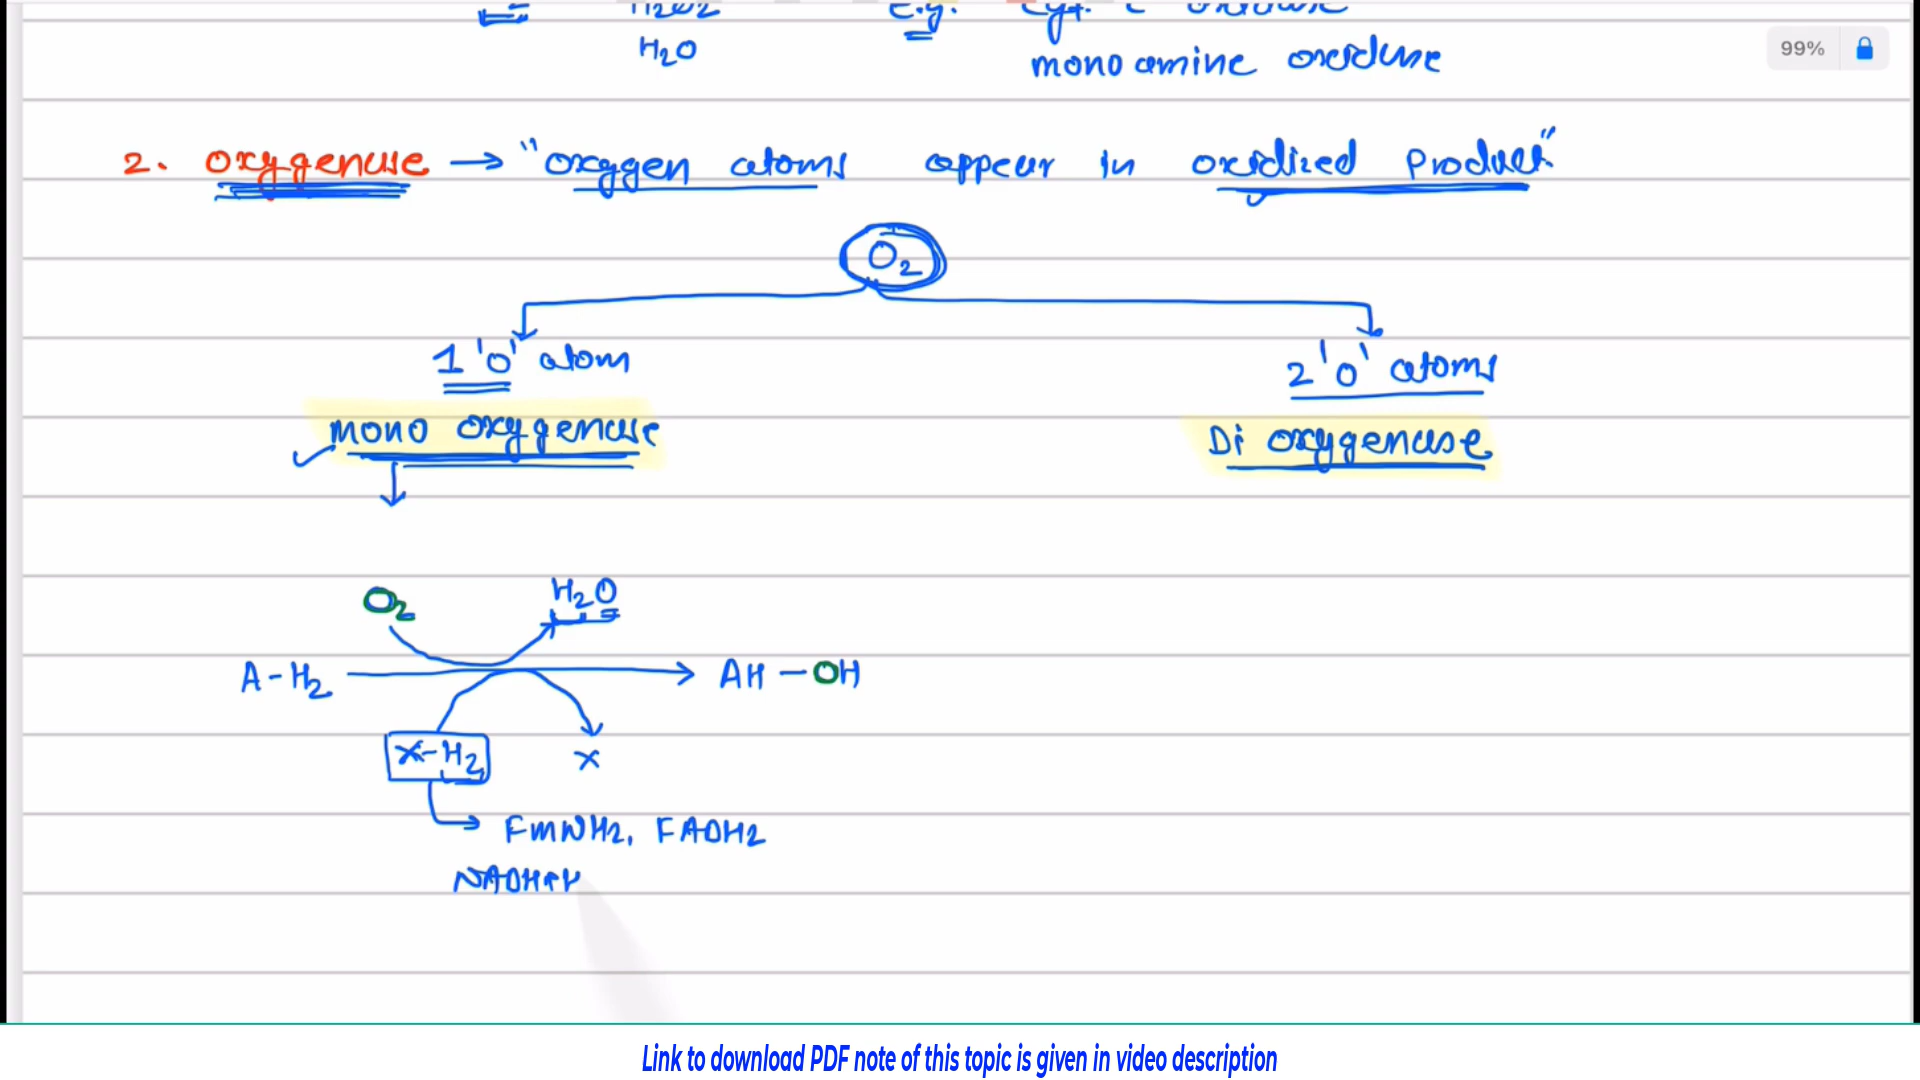 H2O2 E.g.
H2O mono amine oxidase
99%
2. oxygenase → "oxygen atoms appear in oxidized product"
O2
1 'O' atom 2 'O' atoms
mono oxygenase Di oxygenase
O2 H2O
A-H2 → AH-OH
X-H2 X
FMNH2, FADH2
NADH+H
Link to download PDF note of this topic is given in video description